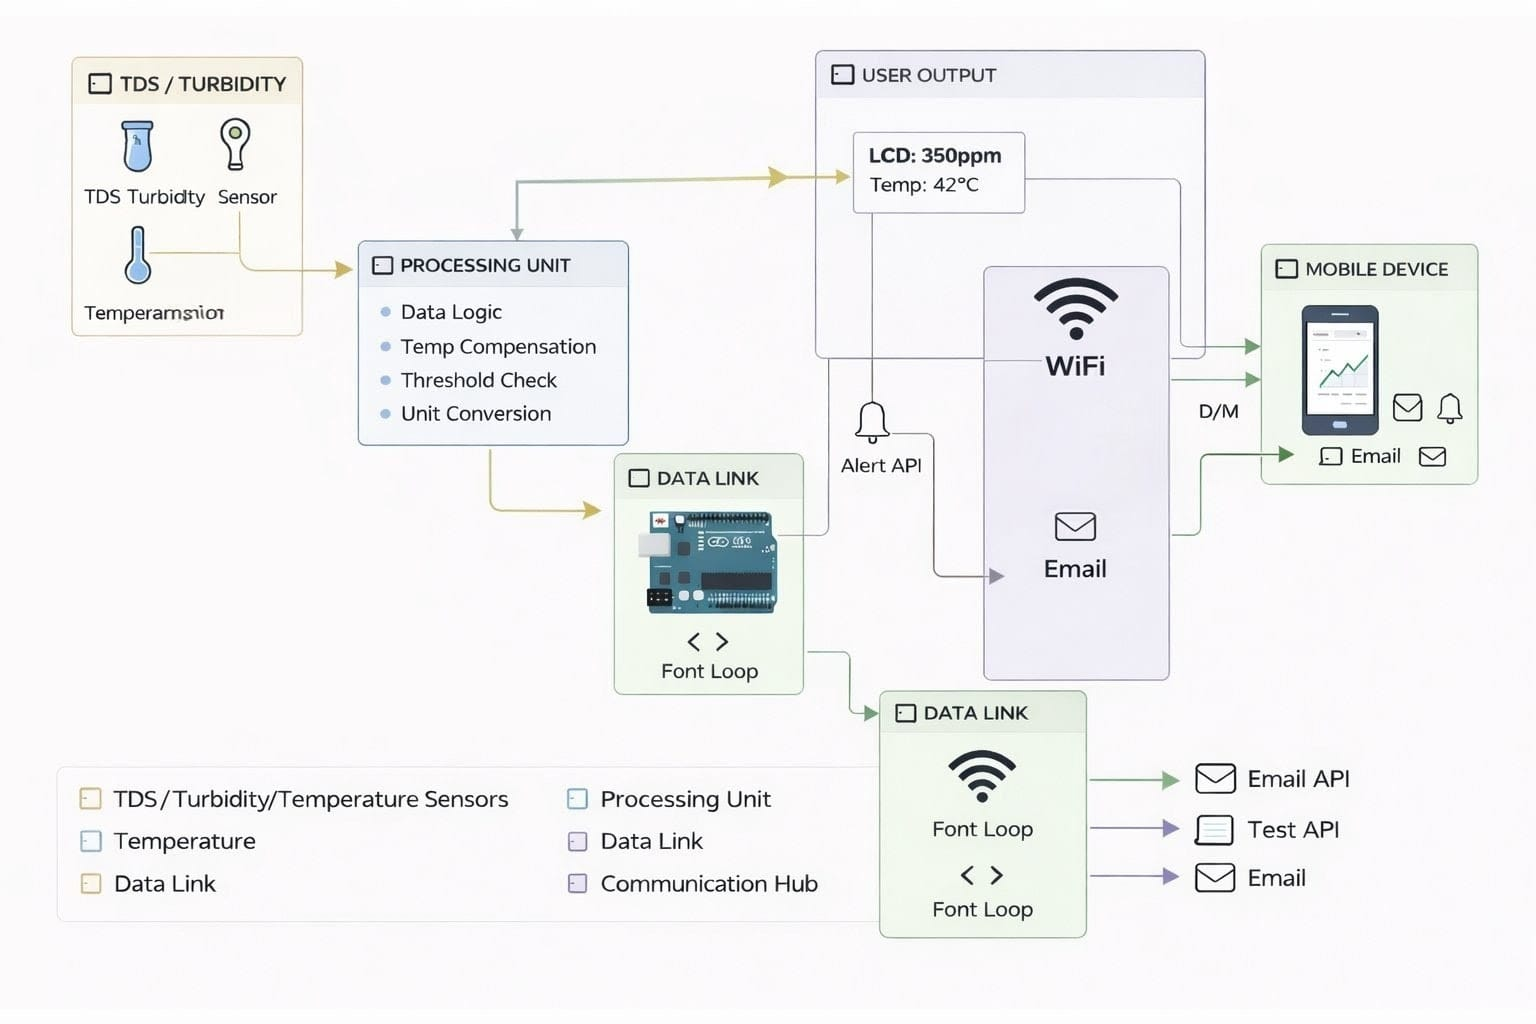 TDS / TURBIDITY
TDS Turbidity Sensor
USER OUTPUT
LCD: 350ppm
Temp: 42°C
PROCESSING UNIT
Data Logic
Temp Compensation
Threshold Check
Unit Conversion
WiFi
Email
Alert API
D/M
MOBILE DEVICE
Email
DATA LINK
< >
Font Loop
DATA LINK
Font Loop
< >
Font Loop
Email API
Test API
Email
TDS/Turbidity/Temperature Sensors
Temperature
Data Link
Processing Unit
Data Link
Communication Hub